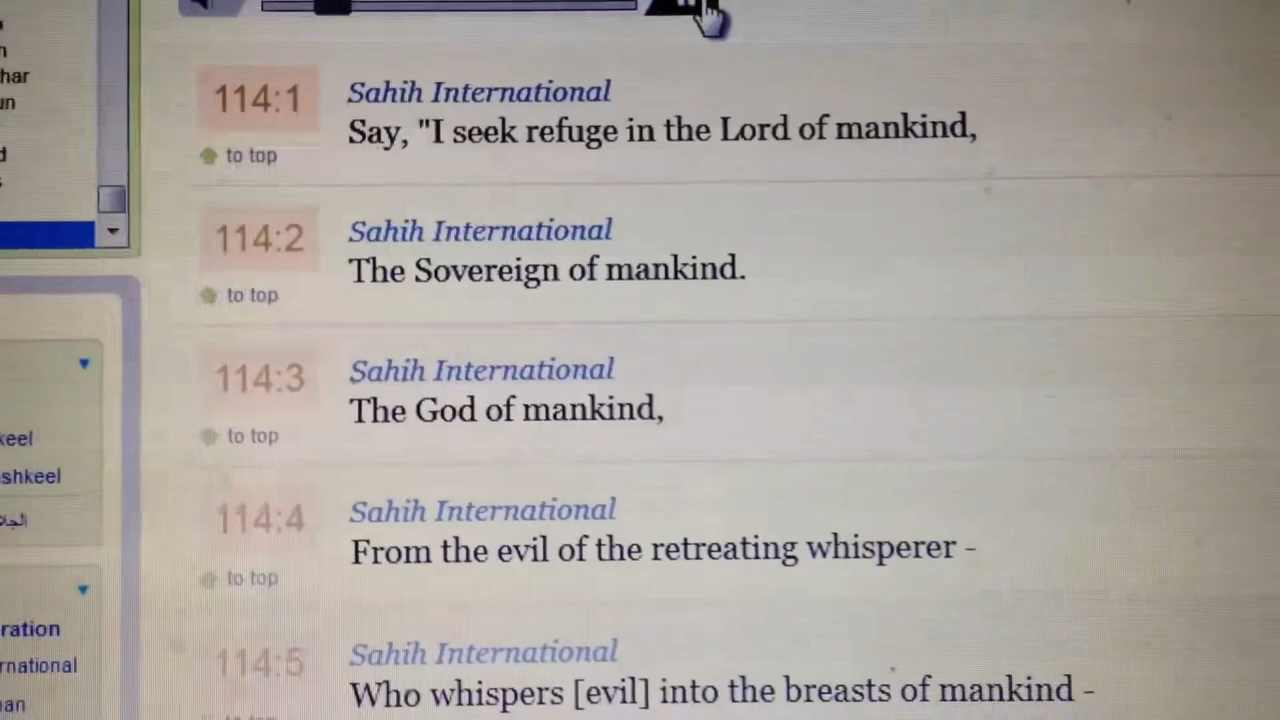 har
114:1
Sahih International
Say, "I seek refuge in the Lord of mankind,
to top
114:2
Sahih International
The Sovereign of mankind.
to top
114:3
Sahih International
The God of mankind,
to top
keel
shkeel
114:4
Sahih International
From the evil of the retreating whisperer -
to top
ration
rnational
114:5
Sahih International
Who whispers [evil] into the breasts of mankind -